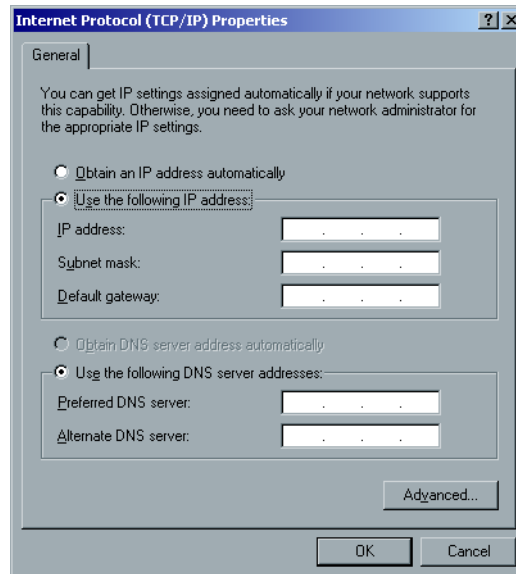 Internet Protocol (TCP/IP) Properties
? X
General
You can get IP settings assigned automatically if your network supports
this capability. Otherwise, you need to ask your network administrator for
the appropriate IP settings.
Obtain an IP address automatically
Use the following IP address:
IP address:
. . .
Subnet mask:
. . .
Default gateway:
. . .
Obtain DNS server address automatically
Use the following DNS server addresses:
Preferred DNS server:
. . .
Alternate DNS server:
. . .
Advanced...
OK Cancel